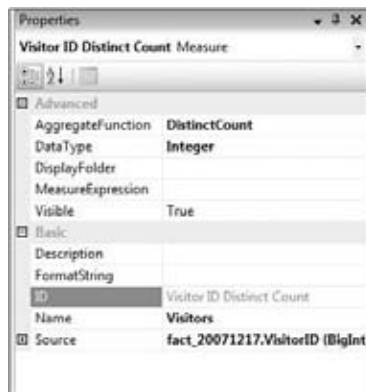 Properties
Visitor ID Distinct Count Measure
Advanced
AggregateFunction DistinctCount
DataType Integer
DisplayFolder
MeasureExpression
Visible True
Basic
Description
FormatString
ID Visitor ID Distinct Count
Name Visitors
Source fact_20071217.VisitorID (BigInt